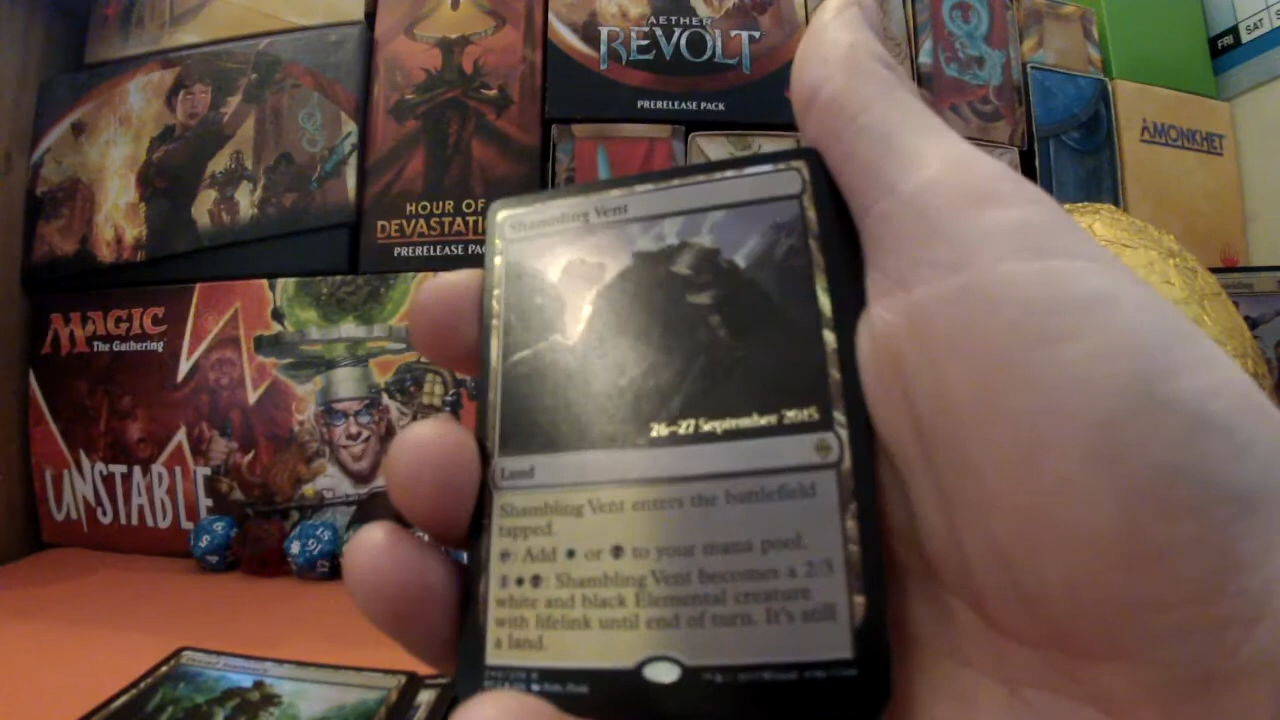 AETHER
REVOLT
PRERELEASE PACK
FRI SAT
AMONKHET
HOUR OF
DEVASTATI
PRERELEASE PA
MAGIC
The Gathering
UNSTABLE
Shambling Vent
26–27 September 2015
Land
Shambling Vent enters the battlefield
tapped.
: Add or to your mana pool.
: Shambling Vent becomes a 2/3
white and black Elemental creature
with lifelink until end of turn. It's still
a land.